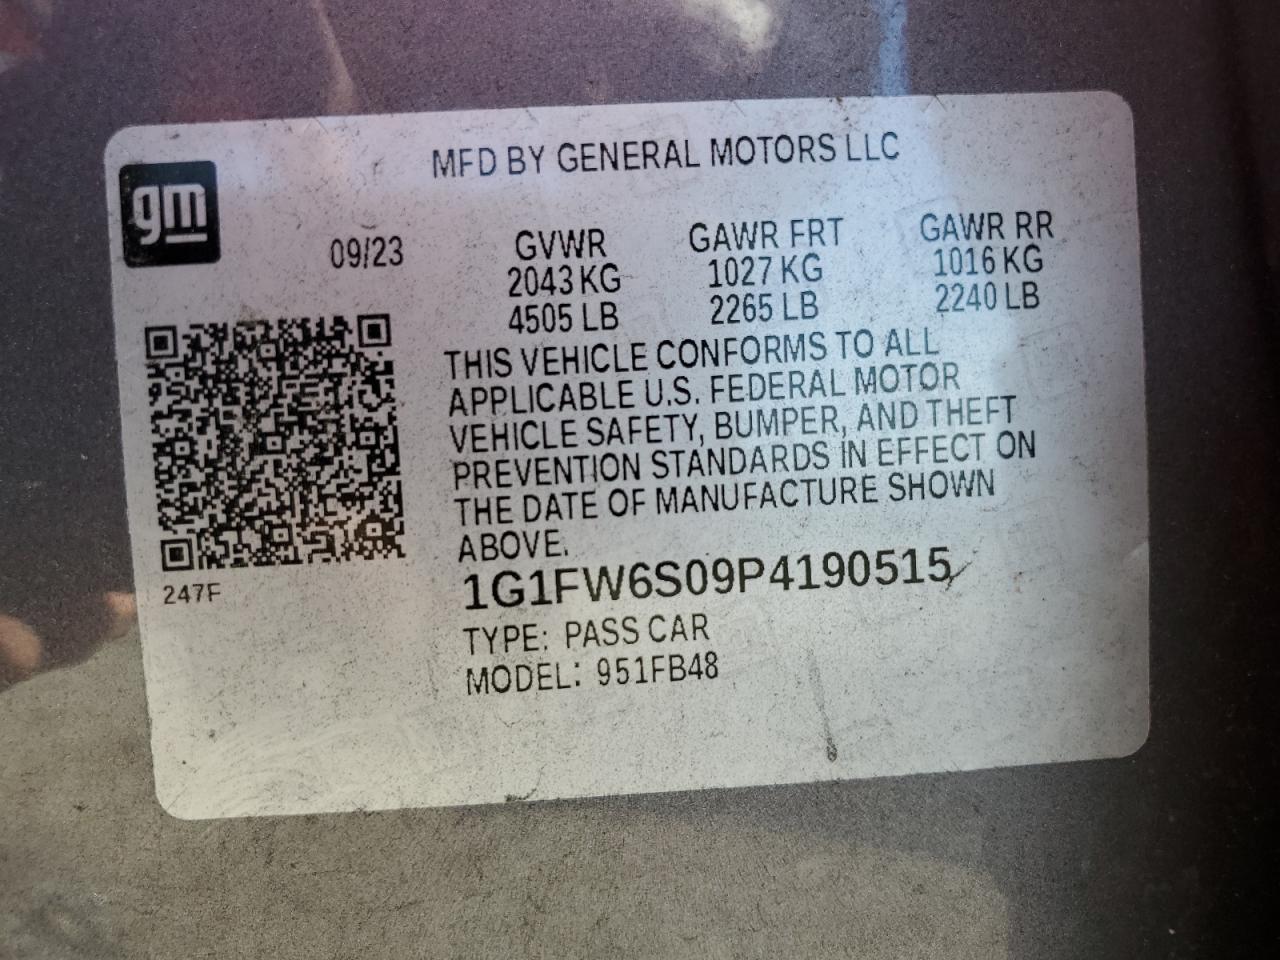 MFD BY GENERAL MOTORS LLC
gm
09/23
GVWR GAWR FRT GAWR RR
2043 KG 1027 KG 1016 KG
4505 LB 2265 LB 2240 LB
THIS VEHICLE CONFORMS TO ALL
APPLICABLE U.S. FEDERAL MOTOR
VEHICLE SAFETY, BUMPER, AND THEFT
PREVENTION STANDARDS IN EFFECT ON
THE DATE OF MANUFACTURE SHOWN
ABOVE.
247F
1G1FW6S09P4190515
TYPE: PASS CAR
MODEL: 951FB48